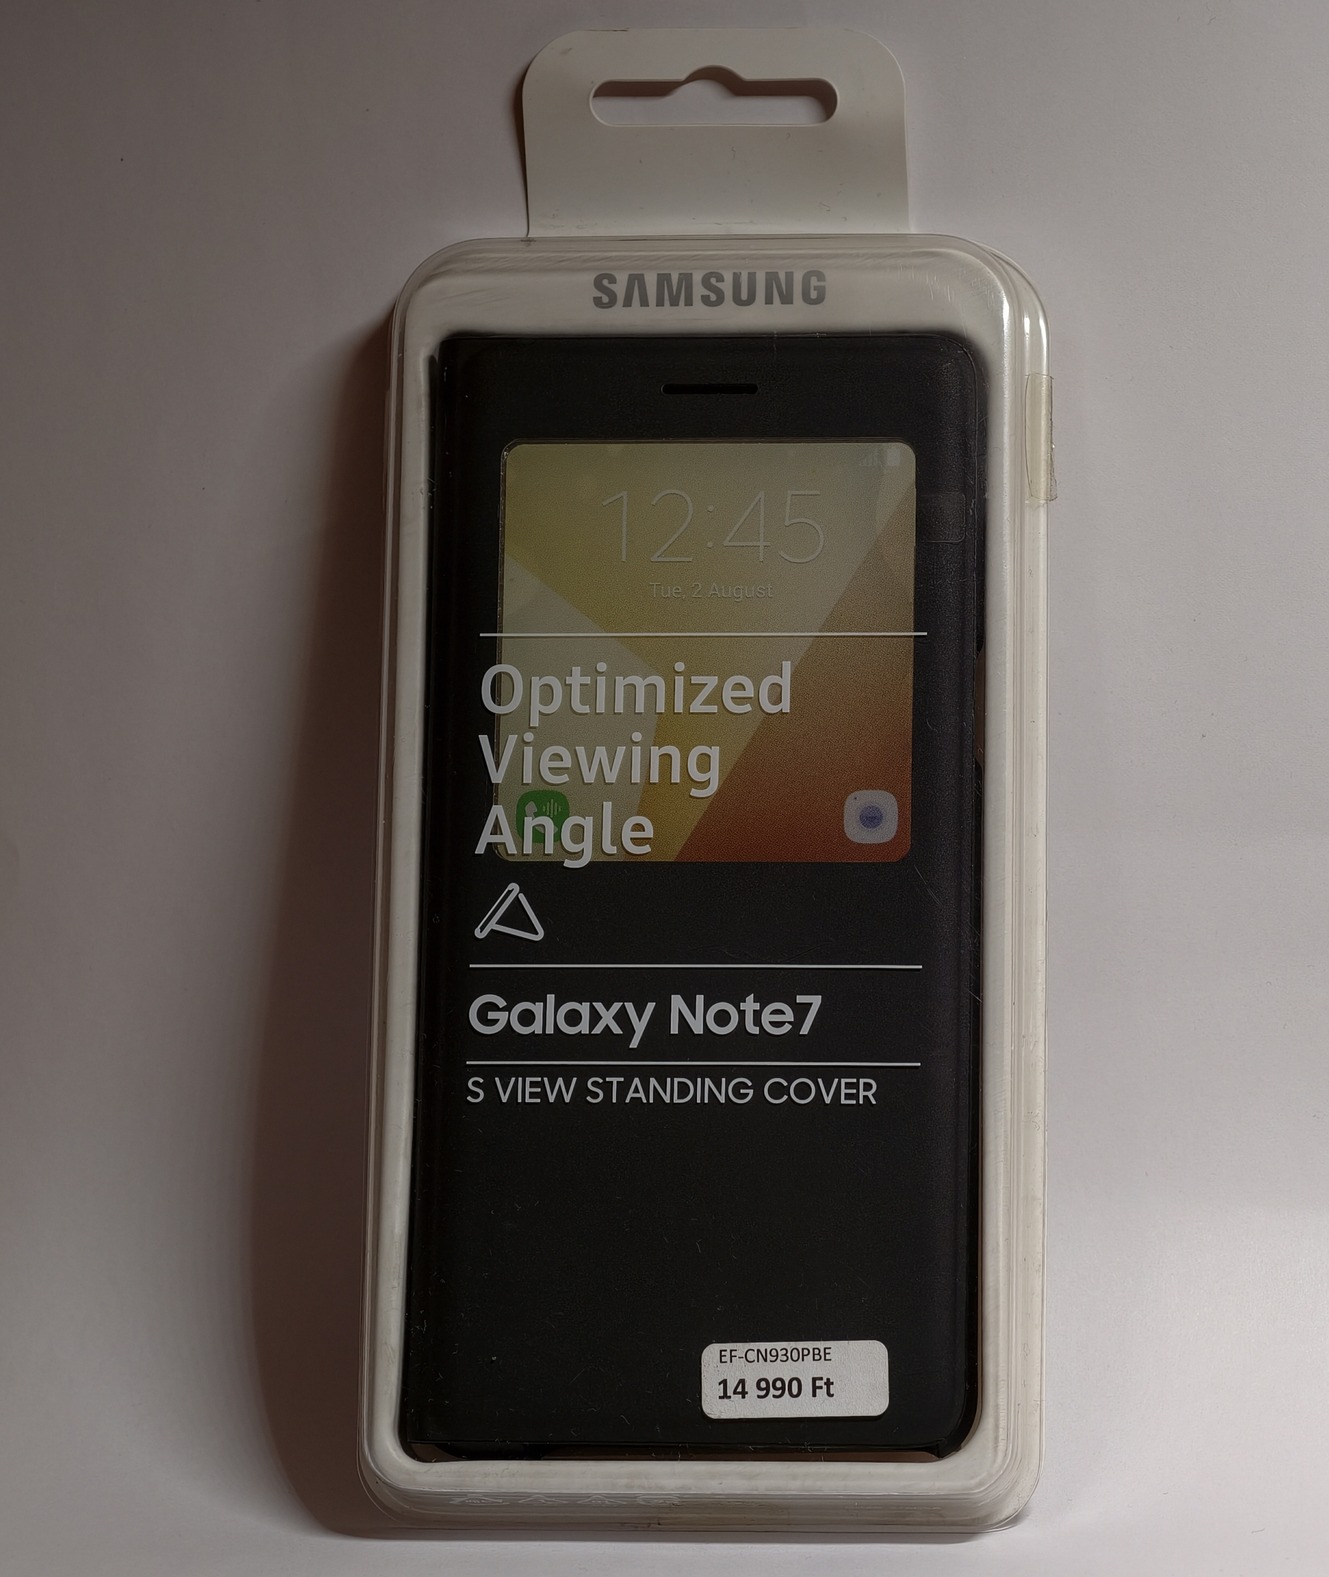 SAMSUNG
12:45
Tue, 2 August
Optimized
Viewing
Angle
Galaxy Note7
S VIEW STANDING COVER
EF-CN930PBE
14 990 Ft